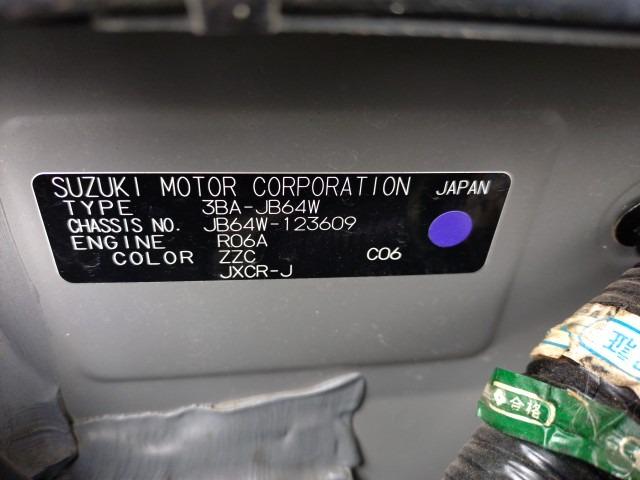 SUZUKI MOTOR CORPORATION JAPAN
TYPE 3BA-JB64W
CHASSIS NO. JB64W-123609
ENGINE R06A
COLOR ZZC C06
JXCR-J
合格